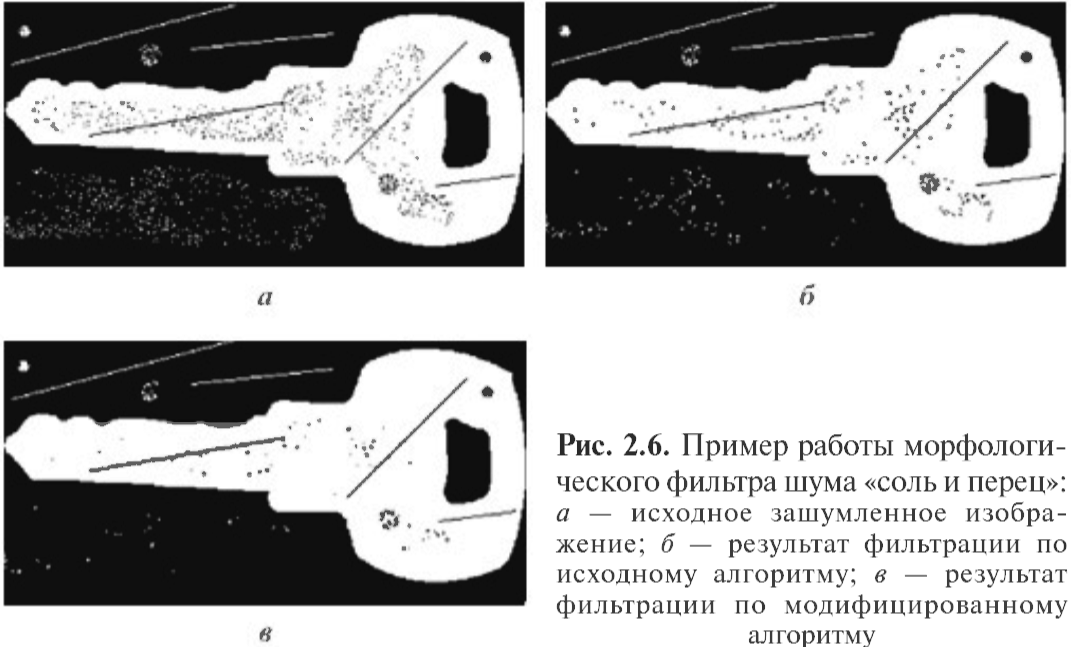 а
б
в
Рис. 2.6. Пример работы морфологи-
ческого фильтра шума «соль и перец»:
а — исходное зашумленное изобра-
жение; б — результат фильтрации по
исходному алгоритму; в — результат
фильтрации по модифицированному
алгоритму